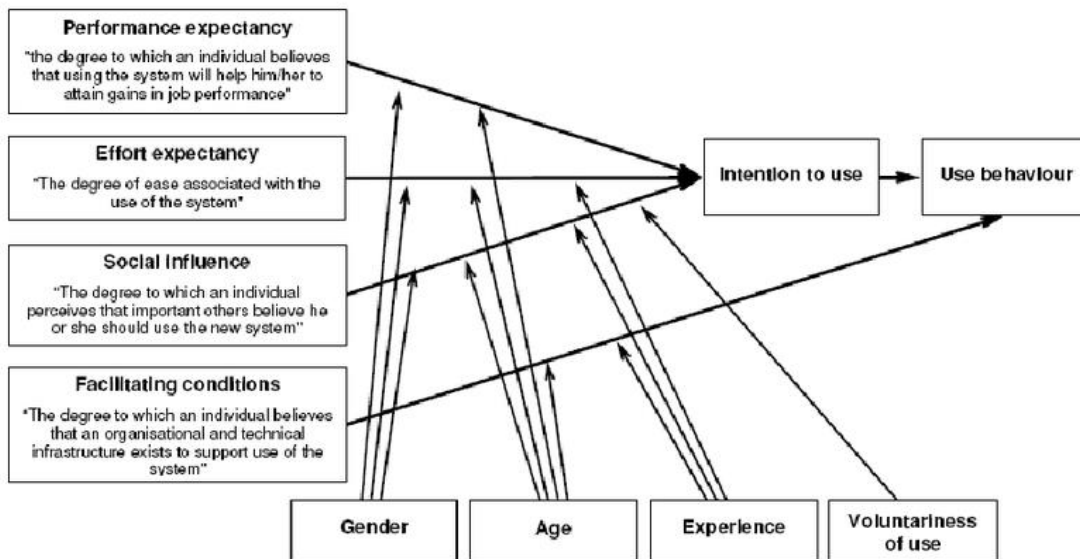 Performance expectancy
"the degree to which an individual believes
that using the system will help him/her to
attain gains in job performance"
Effort expectancy
"The degree of ease associated with the
use of the system"
Social influence
"The degree to which an individual
perceives that important others believe he
or she should use the new system"
Facilitating conditions
"The degree to which an individual believes
that an organisational and technical
infrastructure exists to support use of the
system"
Intention to use
Use behaviour
Gender
Age
Experience
Voluntariness
of use